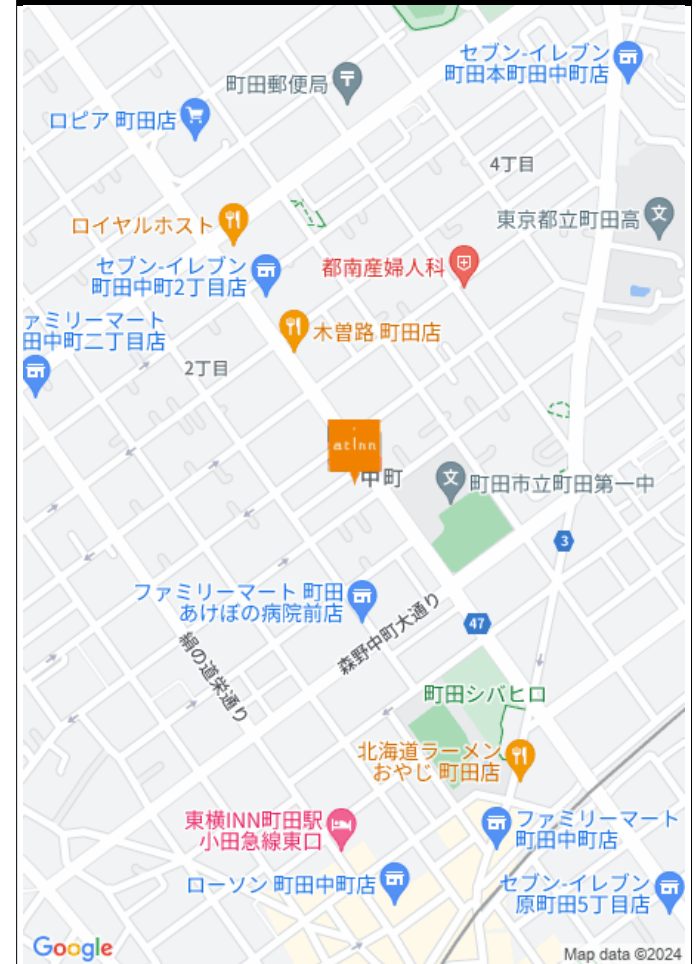 セブン-イレブン
町田本町田中町店
町田郵便局
ロピア 町田店
4丁目
東京都立町田高
ロイヤルホスト
セブン-イレブン
町田中町2丁目店
都南産婦人科
ァミリーマート
田中町二丁目店
木曽路 町田店
2丁目
at Inn
中町
町田市立町田第一中
3
ファミリーマート 町田
あけぼの病院前店
森野中町大通り
47
絹の道栄通り
町田シバヒロ
北海道ラーメン
おやじ 町田店
東横INN町田駅
小田急線東口
ファミリーマート
町田中町店
ローソン 町田中町店
セブン-イレブン
原町田5丁目店
Google
Map data ©2024